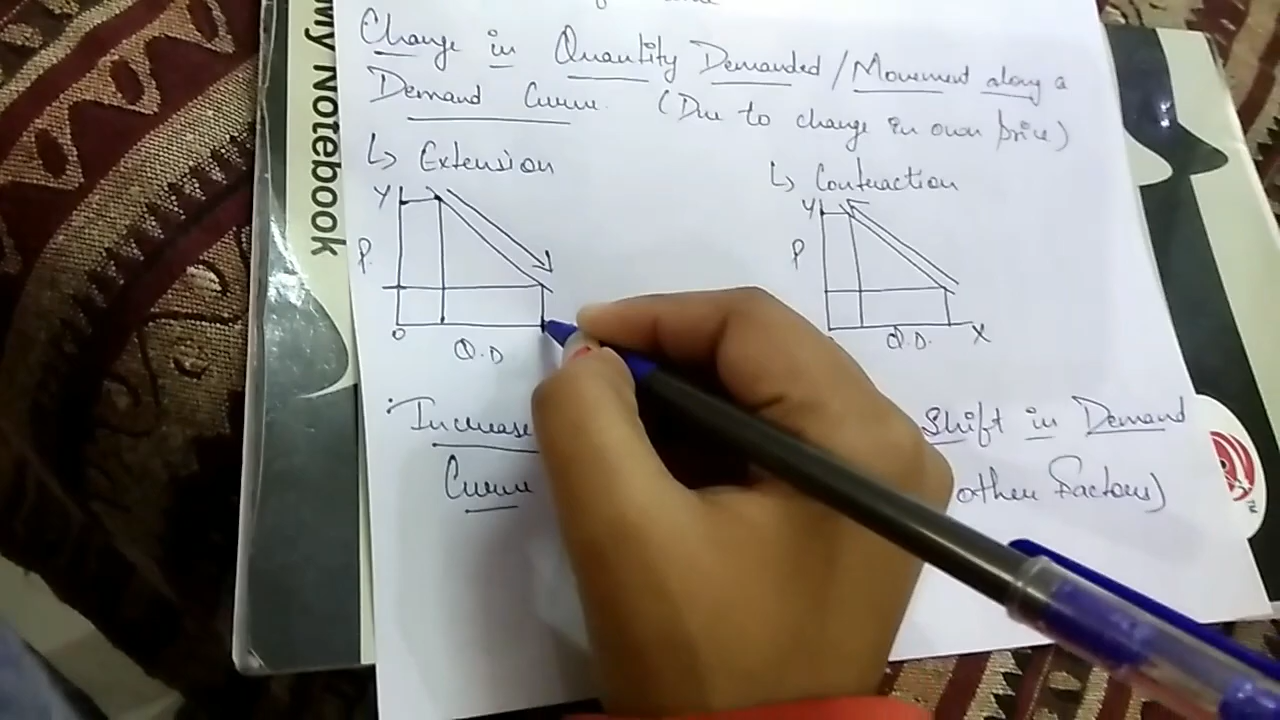 Change in Quantity Demanded / Movement along a
Demand Curve. (Due to change in own price)
↳ Extension
↳ Contraction
Y
P.
O
Q.D
Y
P
Q.D.
X
Increase
Shift in Demand
Curve
other Factors)
My Notebook